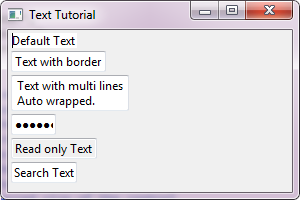 Text Tutorial
Default Text
Text with border
Text with multi lines
Auto wrapped.
Read only Text
Search Text